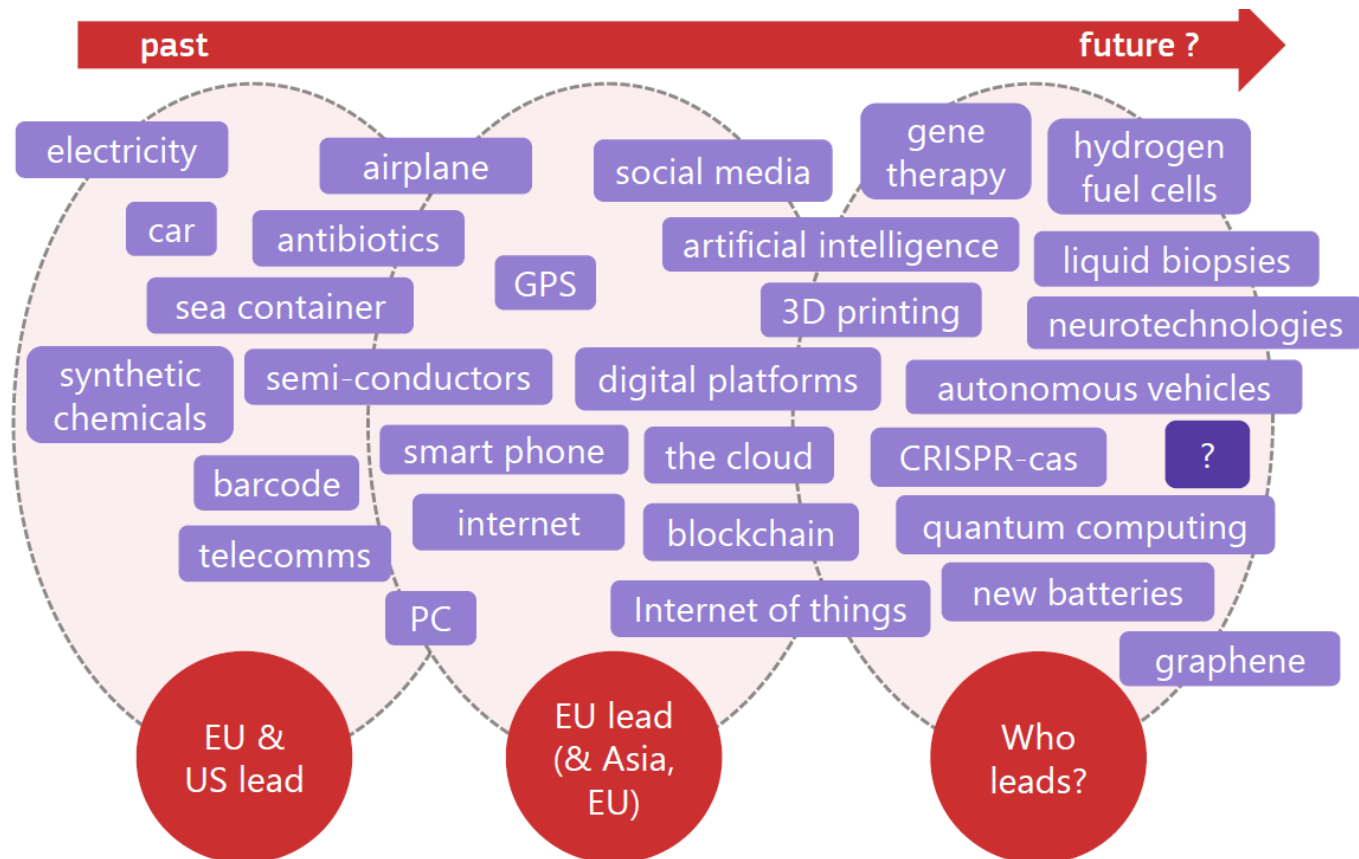 past
future ?
electricity
airplane
social media
gene
therapy
hydrogen
fuel cells
car
antibiotics
artificial intelligence
liquid biopsies
GPS
sea container
3D printing
neurotechnologies
synthetic
chemicals
semi-conductors
digital platforms
autonomous vehicles
smart phone
the cloud
CRISPR-cas
?
barcode
internet
blockchain
quantum computing
telecomms
PC
Internet of things
new batteries
graphene
EU &
US lead
EU lead
(& Asia,
EU)
Who
leads?